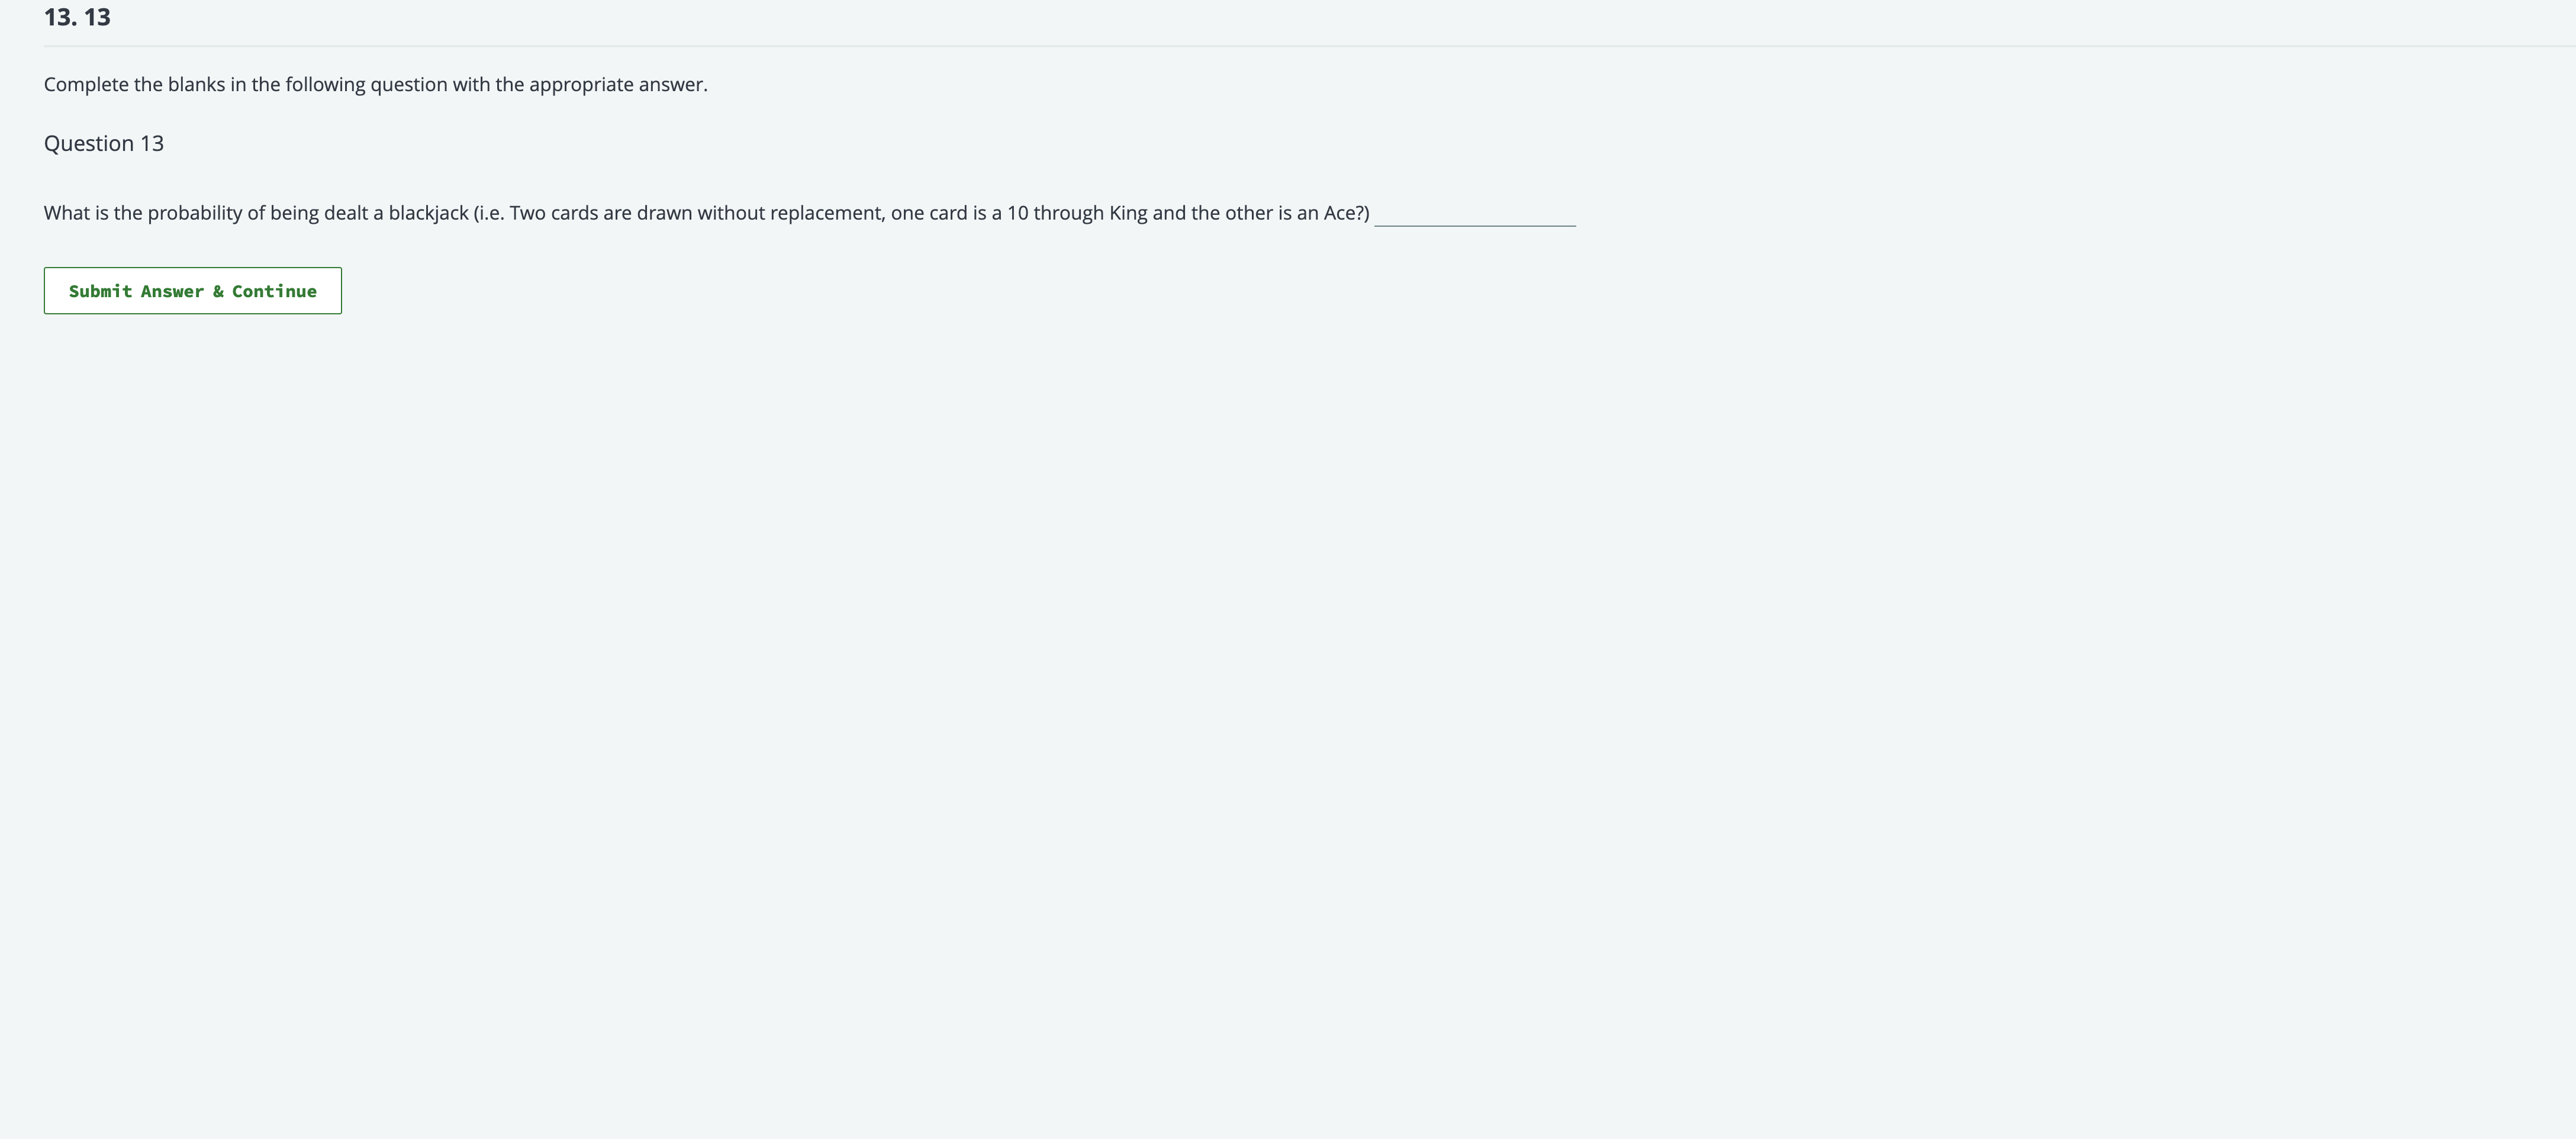 13. 13
Complete the blanks in the following question with the appropriate answer.
Question 13
What is the probability of being dealt a blackjack (i.e. Two cards are drawn without replacement, one card is a 10 through King and the other is an Ace?)
Submit Answer & Continue